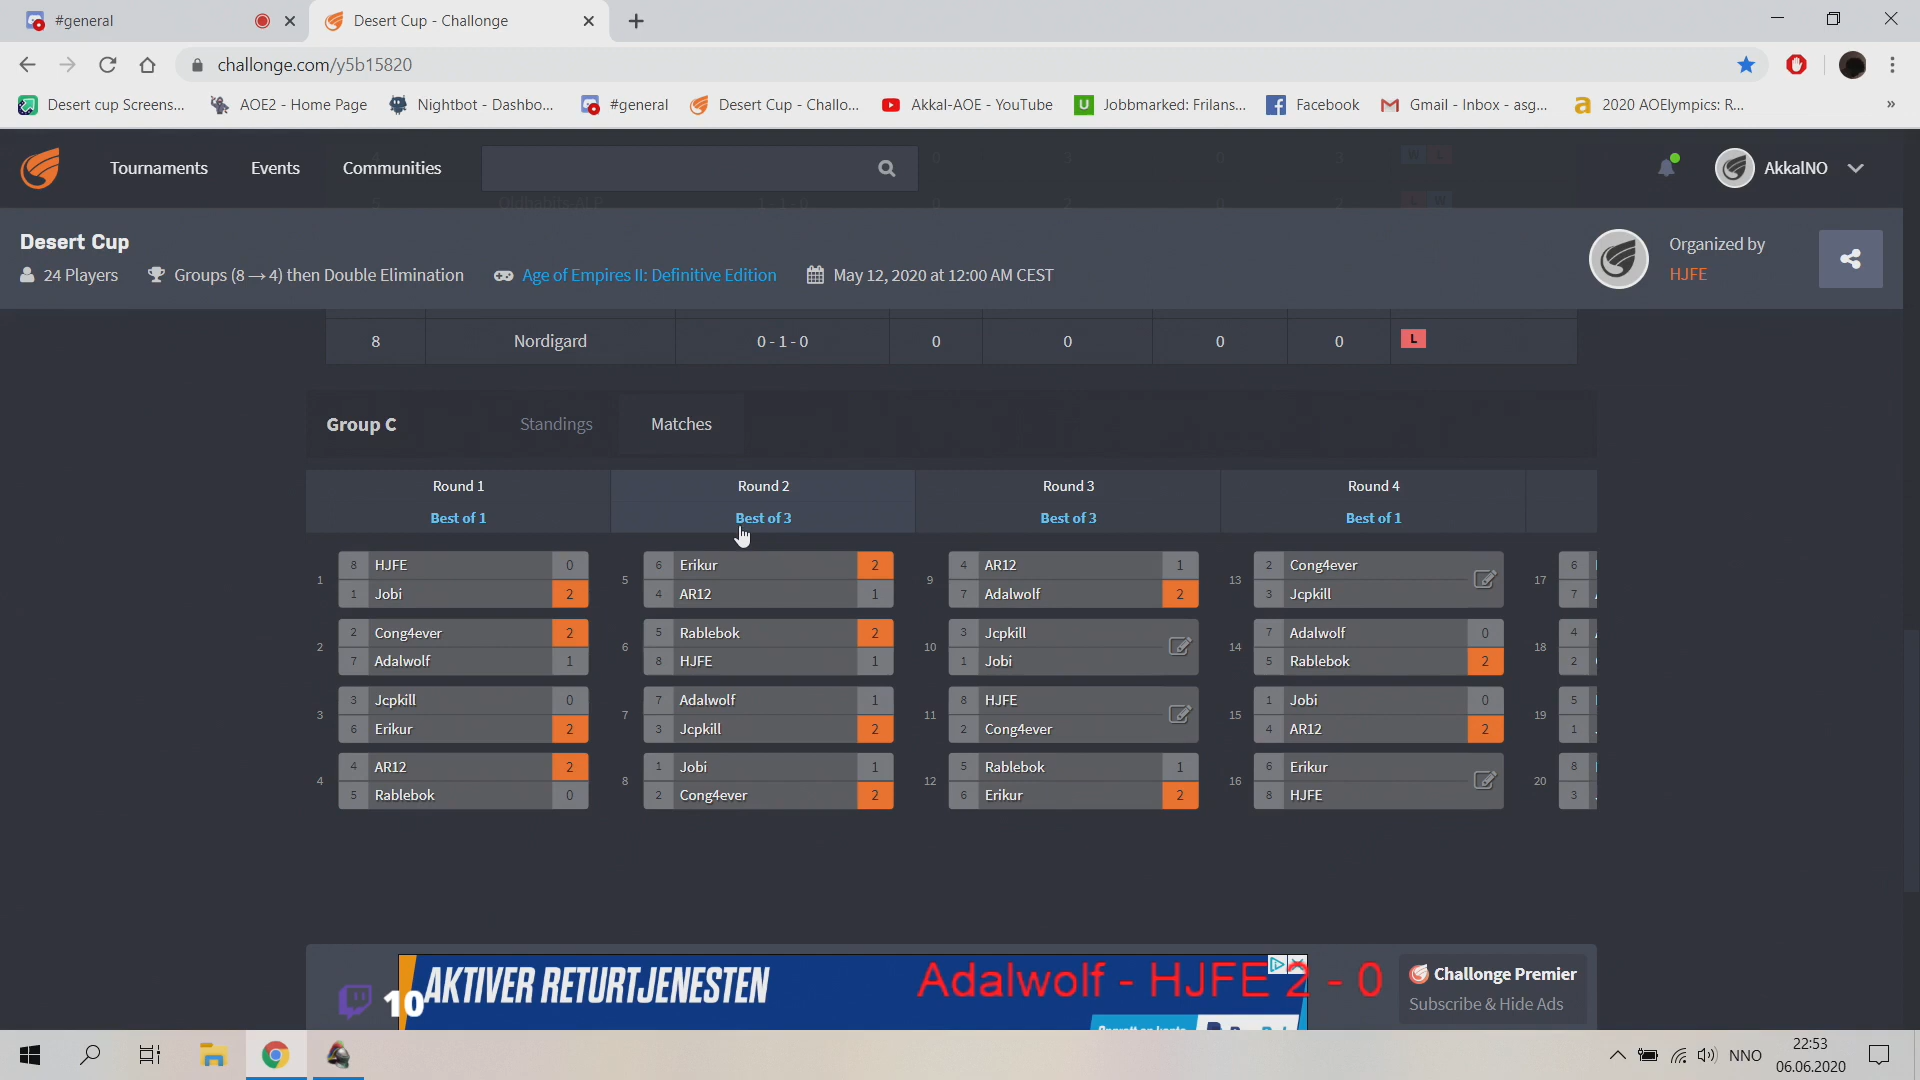 #general
Desert Cup - Challonge
challonge.com/y5b15820
Desert cup Screens... AOE2 - Home Page Nightbot - Dashbo... #general Desert Cup - Challo... Akkal-AOE - YouTube Jobbmarked: Frilans... Facebook Gmail - Inbox - asg... 2020 AOElympics: R...
Tournaments Events Communities AkkalNO
Oldhabits-ALP 1 - 1 - 0 0 2 0 2 L W
Desert Cup
24 Players Groups (8 → 4) then Double Elimination Age of Empires II: Definitive Edition May 12, 2020 at 12:00 AM CEST
Organized by
HJFE
8 Nordigard 0 - 1 - 0 0 0 0 0 L
Group C Standings Matches
Round 1 Round 2 Round 3 Round 4
Best of 1 Best of 3 Best of 3 Best of 1
1 8 HJFE 0
1 Jobi 2
2 2 Cong4ever 2
7 Adalwolf 1
3 3 Jcpkill 0
6 Erikur 2
4 4 AR12 2
5 Rablebok 0
5 6 Erikur 2
4 AR12 1
6 5 Rablebok 2
8 HJFE 1
7 7 Adalwolf 1
3 Jcpkill 2
8 1 Jobi 1
2 Cong4ever 2
9 4 AR12 1
7 Adalwolf 2
10 3 Jcpkill
1 Jobi
11 8 HJFE
2 Cong4ever
12 5 Rablebok 1
6 Erikur 2
13 2 Cong4ever
3 Jcpkill
14 7 Adalwolf 0
5 Rablebok 2
15 1 Jobi 0
4 AR12 2
16 6 Erikur
8 HJFE
17 6
7
18 4
2
19 5
1
20 8
3
10
AKTIVER RETURTJENESTEN
Adalwolf - HJFE 2 - 0
Challonge Premier
Subscribe & Hide Ads
NNO
22:53
06.06.2020